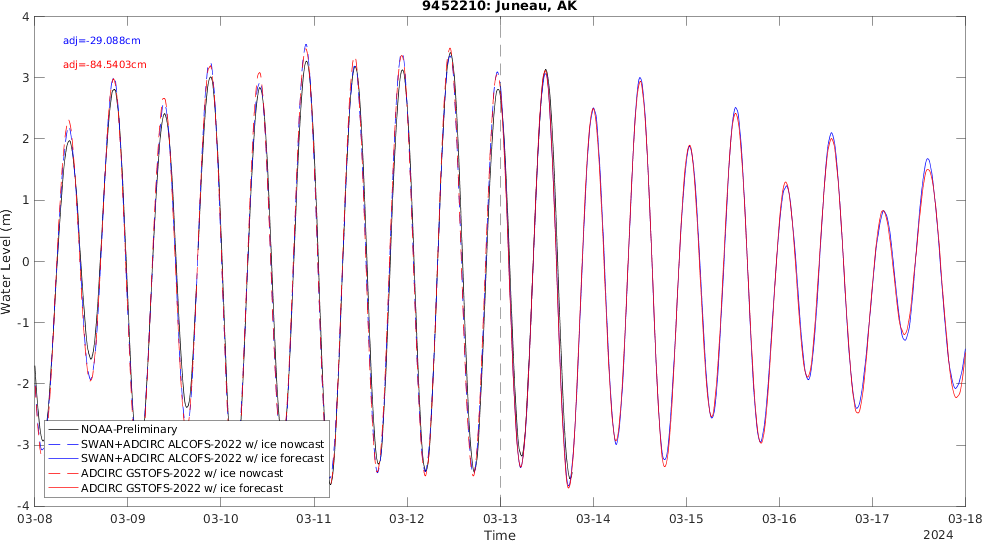 9452210: Juneau, AK
adj=-29.088cm
adj=-84.5403cm
Water Level (m)
4
3
2
1
0
-1
-2
-3
-4
NOAA-Preliminary
SWAN+ADCIRC ALCOFS-2022 w/ ice nowcast
SWAN+ADCIRC ALCOFS-2022 w/ ice forecast
ADCIRC GSTOFS-2022 w/ ice nowcast
ADCIRC GSTOFS-2022 w/ ice forecast
03-08 03-09 03-10 03-11 03-12 03-13 03-14 03-15 03-16 03-17 03-18
Time
2024